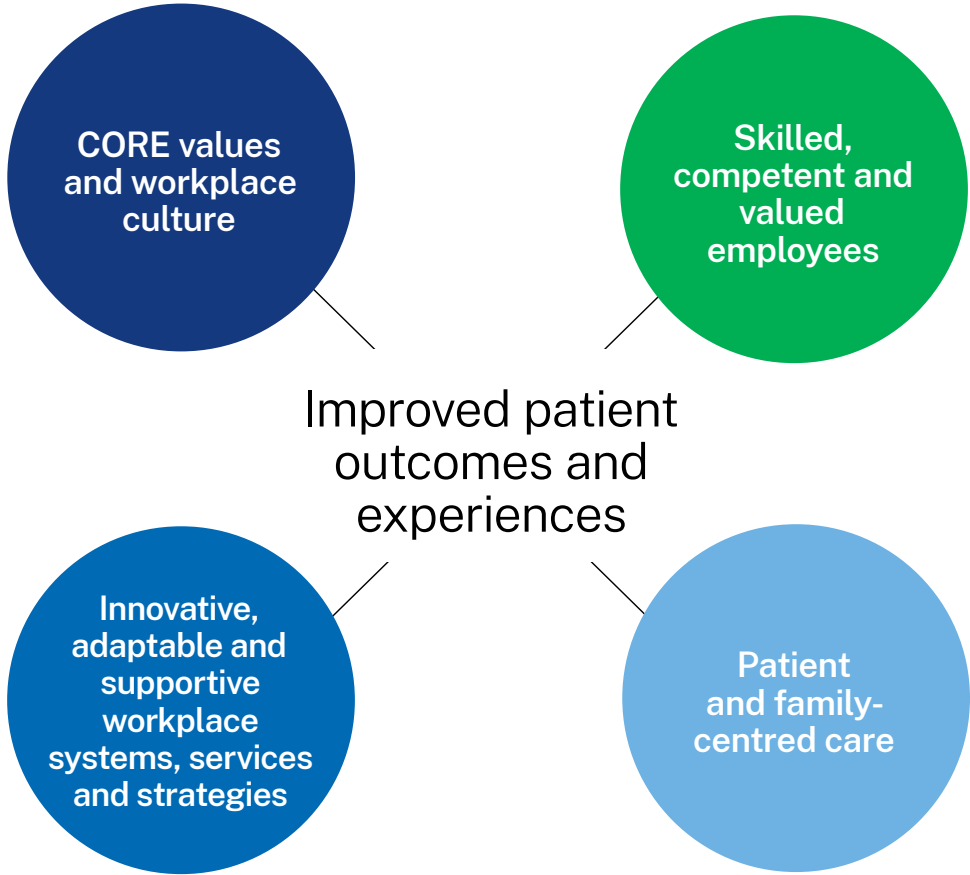 CORE values
and workplace
culture
Skilled,
competent and
valued
employees
Improved patient
outcomes and
experiences
Innovative,
adaptable and
supportive
workplace
systems, services
and strategies
Patient
and family-
centred care